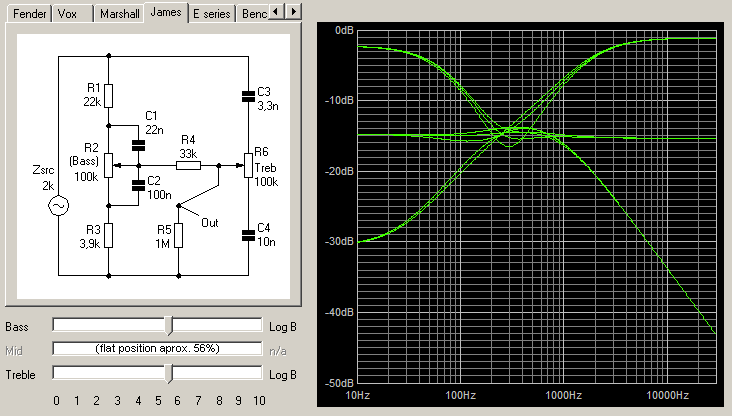 Fender Vox Marshall James E series Benc
R1
22k
C1
22n
C3
3,3n
R2
(Bass)
100k
R4
33k
R6
Treb
100k
Zsrc
2k
C2
100n
Out
R3
3,9k
R5
1M
C4
10n
Bass Log B
Mid (flat position aprox. 56%) n/a
Treble Log B
0 1 2 3 4 5 6 7 8 9 10
0dB
-10dB
-20dB
-30dB
-40dB
-50dB
10Hz 100Hz 1000Hz 10000Hz